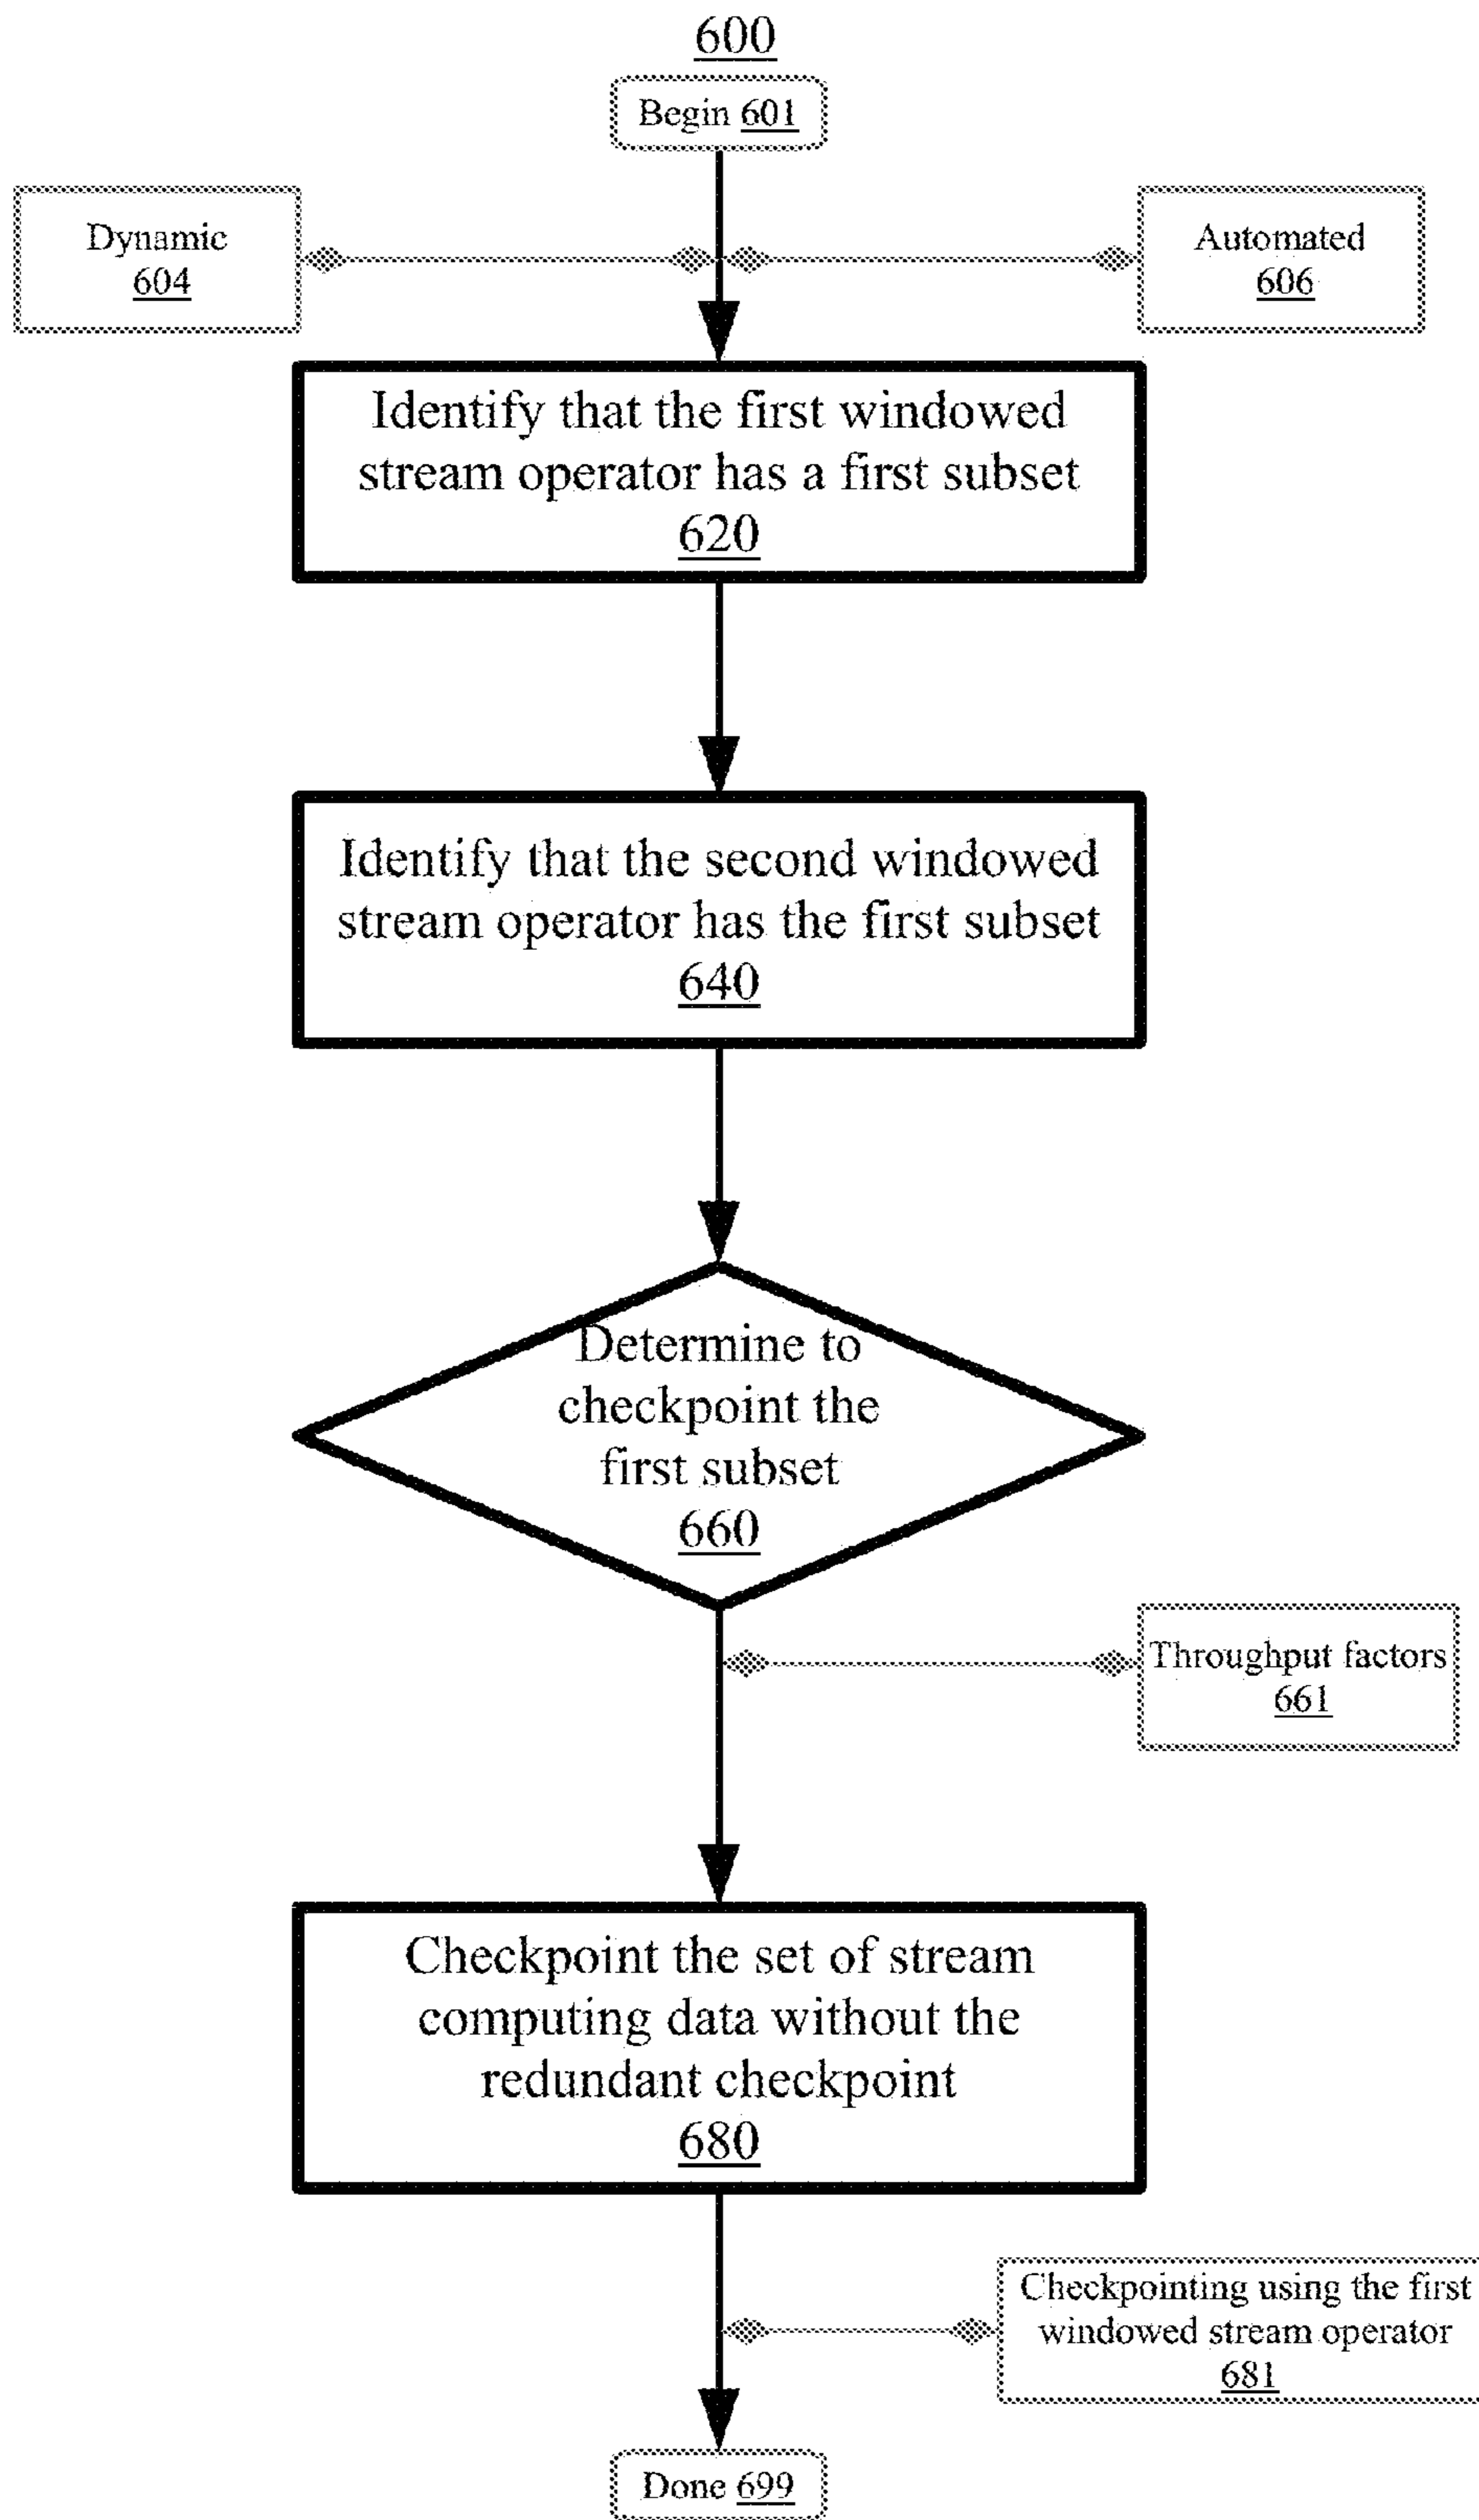 600
Begin 601
Dynamic
604
Automated
606
Identify that the first windowed
stream operator has a first subset
620
Identify that the second windowed
stream operator has the first subset
640
Determine to
checkpoint the
first subset
660
Throughput factors
661
Checkpoint the set of stream
computing data without the
redundant checkpoint
680
Checkpointing using the first
windowed stream operator
681
Done 699